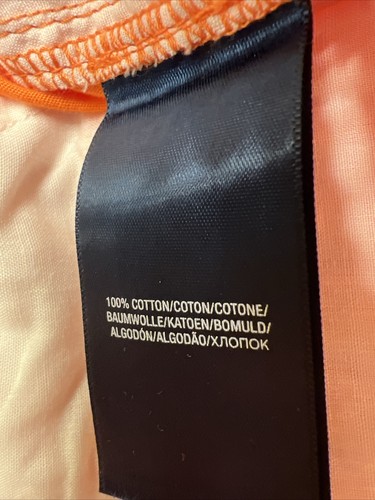 100% COTTON/COTON/COTONE/
BAUMWOLLE/KATOEN/BOMULD/
ALGODÓN/ALGODÃO/ХЛОПОК